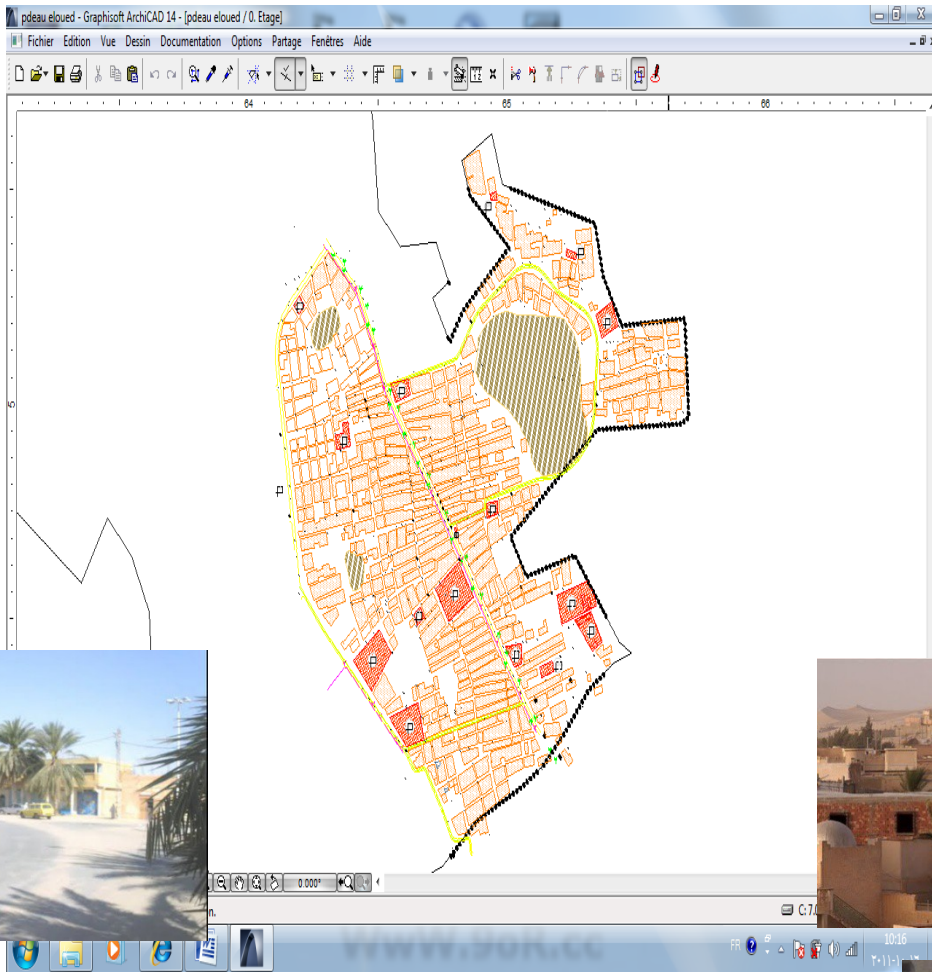 pdeau eloued - Graphisoft ArchiCAD 14 - [pdeau eloued / 0. Etage]
Fichier Edition Vue Dessin Documentation Options Partage Fenêtres Aide
64 65 66
5
0.000°
n.
C: 7.0
WwW.9oR.cc
FR
10:16